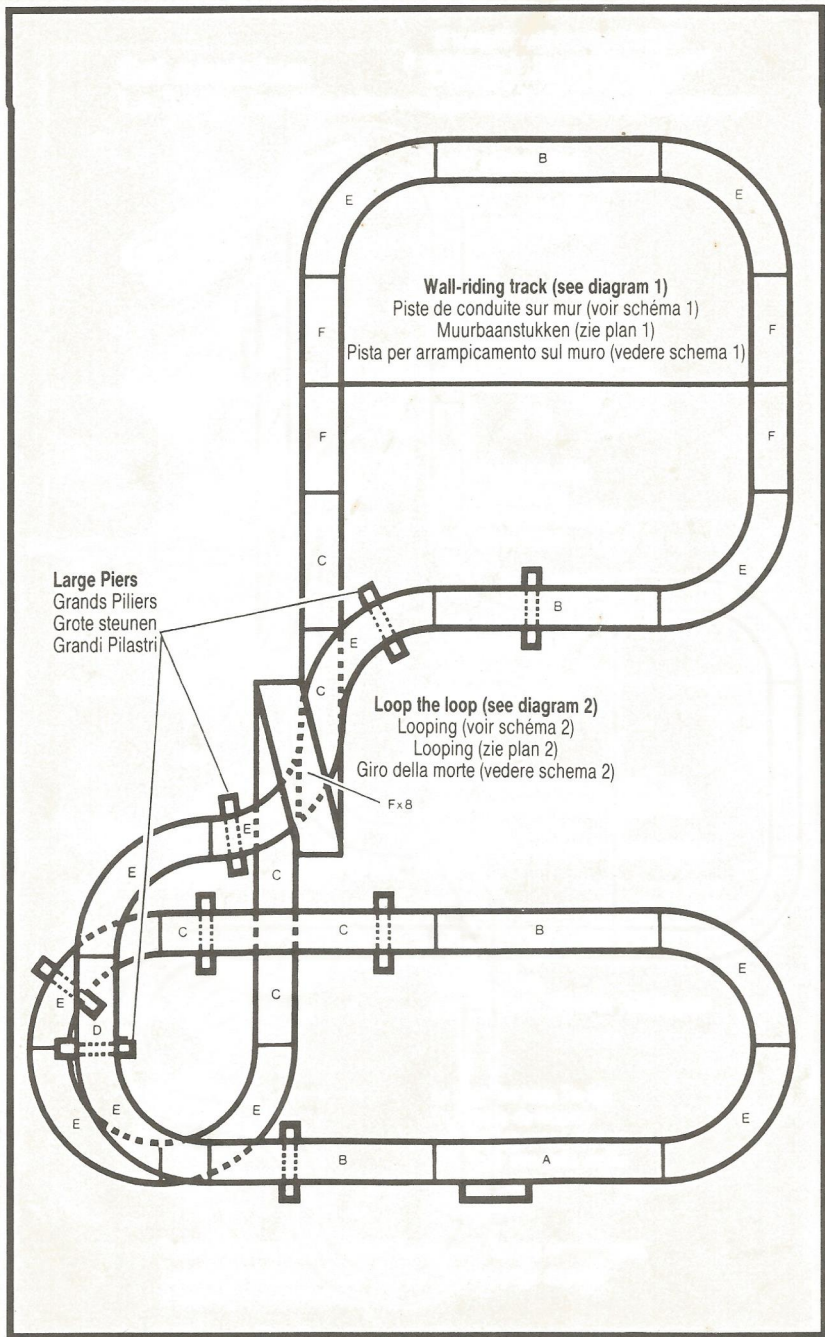 B
E
E
Wall-riding track (see diagram 1)
Piste de conduite sur mur (voir schéma 1)
Muurbaanstukken (zie plan 1)
Pista per arrampicamento sul muro (vedere schema 1)
F
F
F
F
C
E
Large Piers
Grands Piliers
Grote steunen
Grandi Pilastri
B
E
C
Loop the loop (see diagram 2)
Looping (voir schéma 2)
Looping (zie plan 2)
Giro della morte (vedere schema 2)
F x 8
E
E
C
C
C
B
E
E
C
D
E
E
E
E
B
A